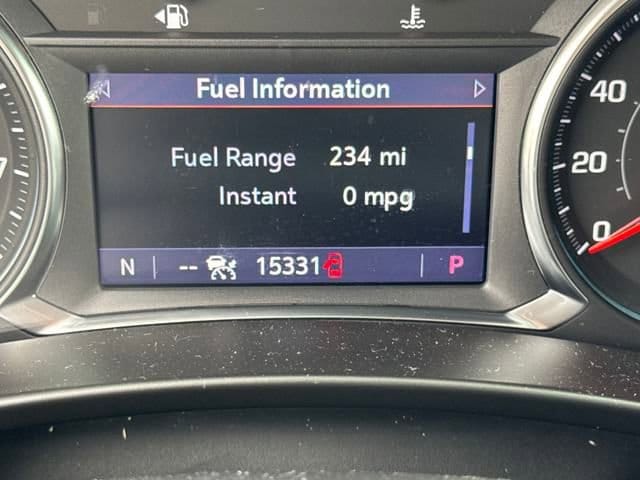 Fuel Information
Fuel Range 234 mi
Instant 0 mpg
N -- 15331 P
40
20
0